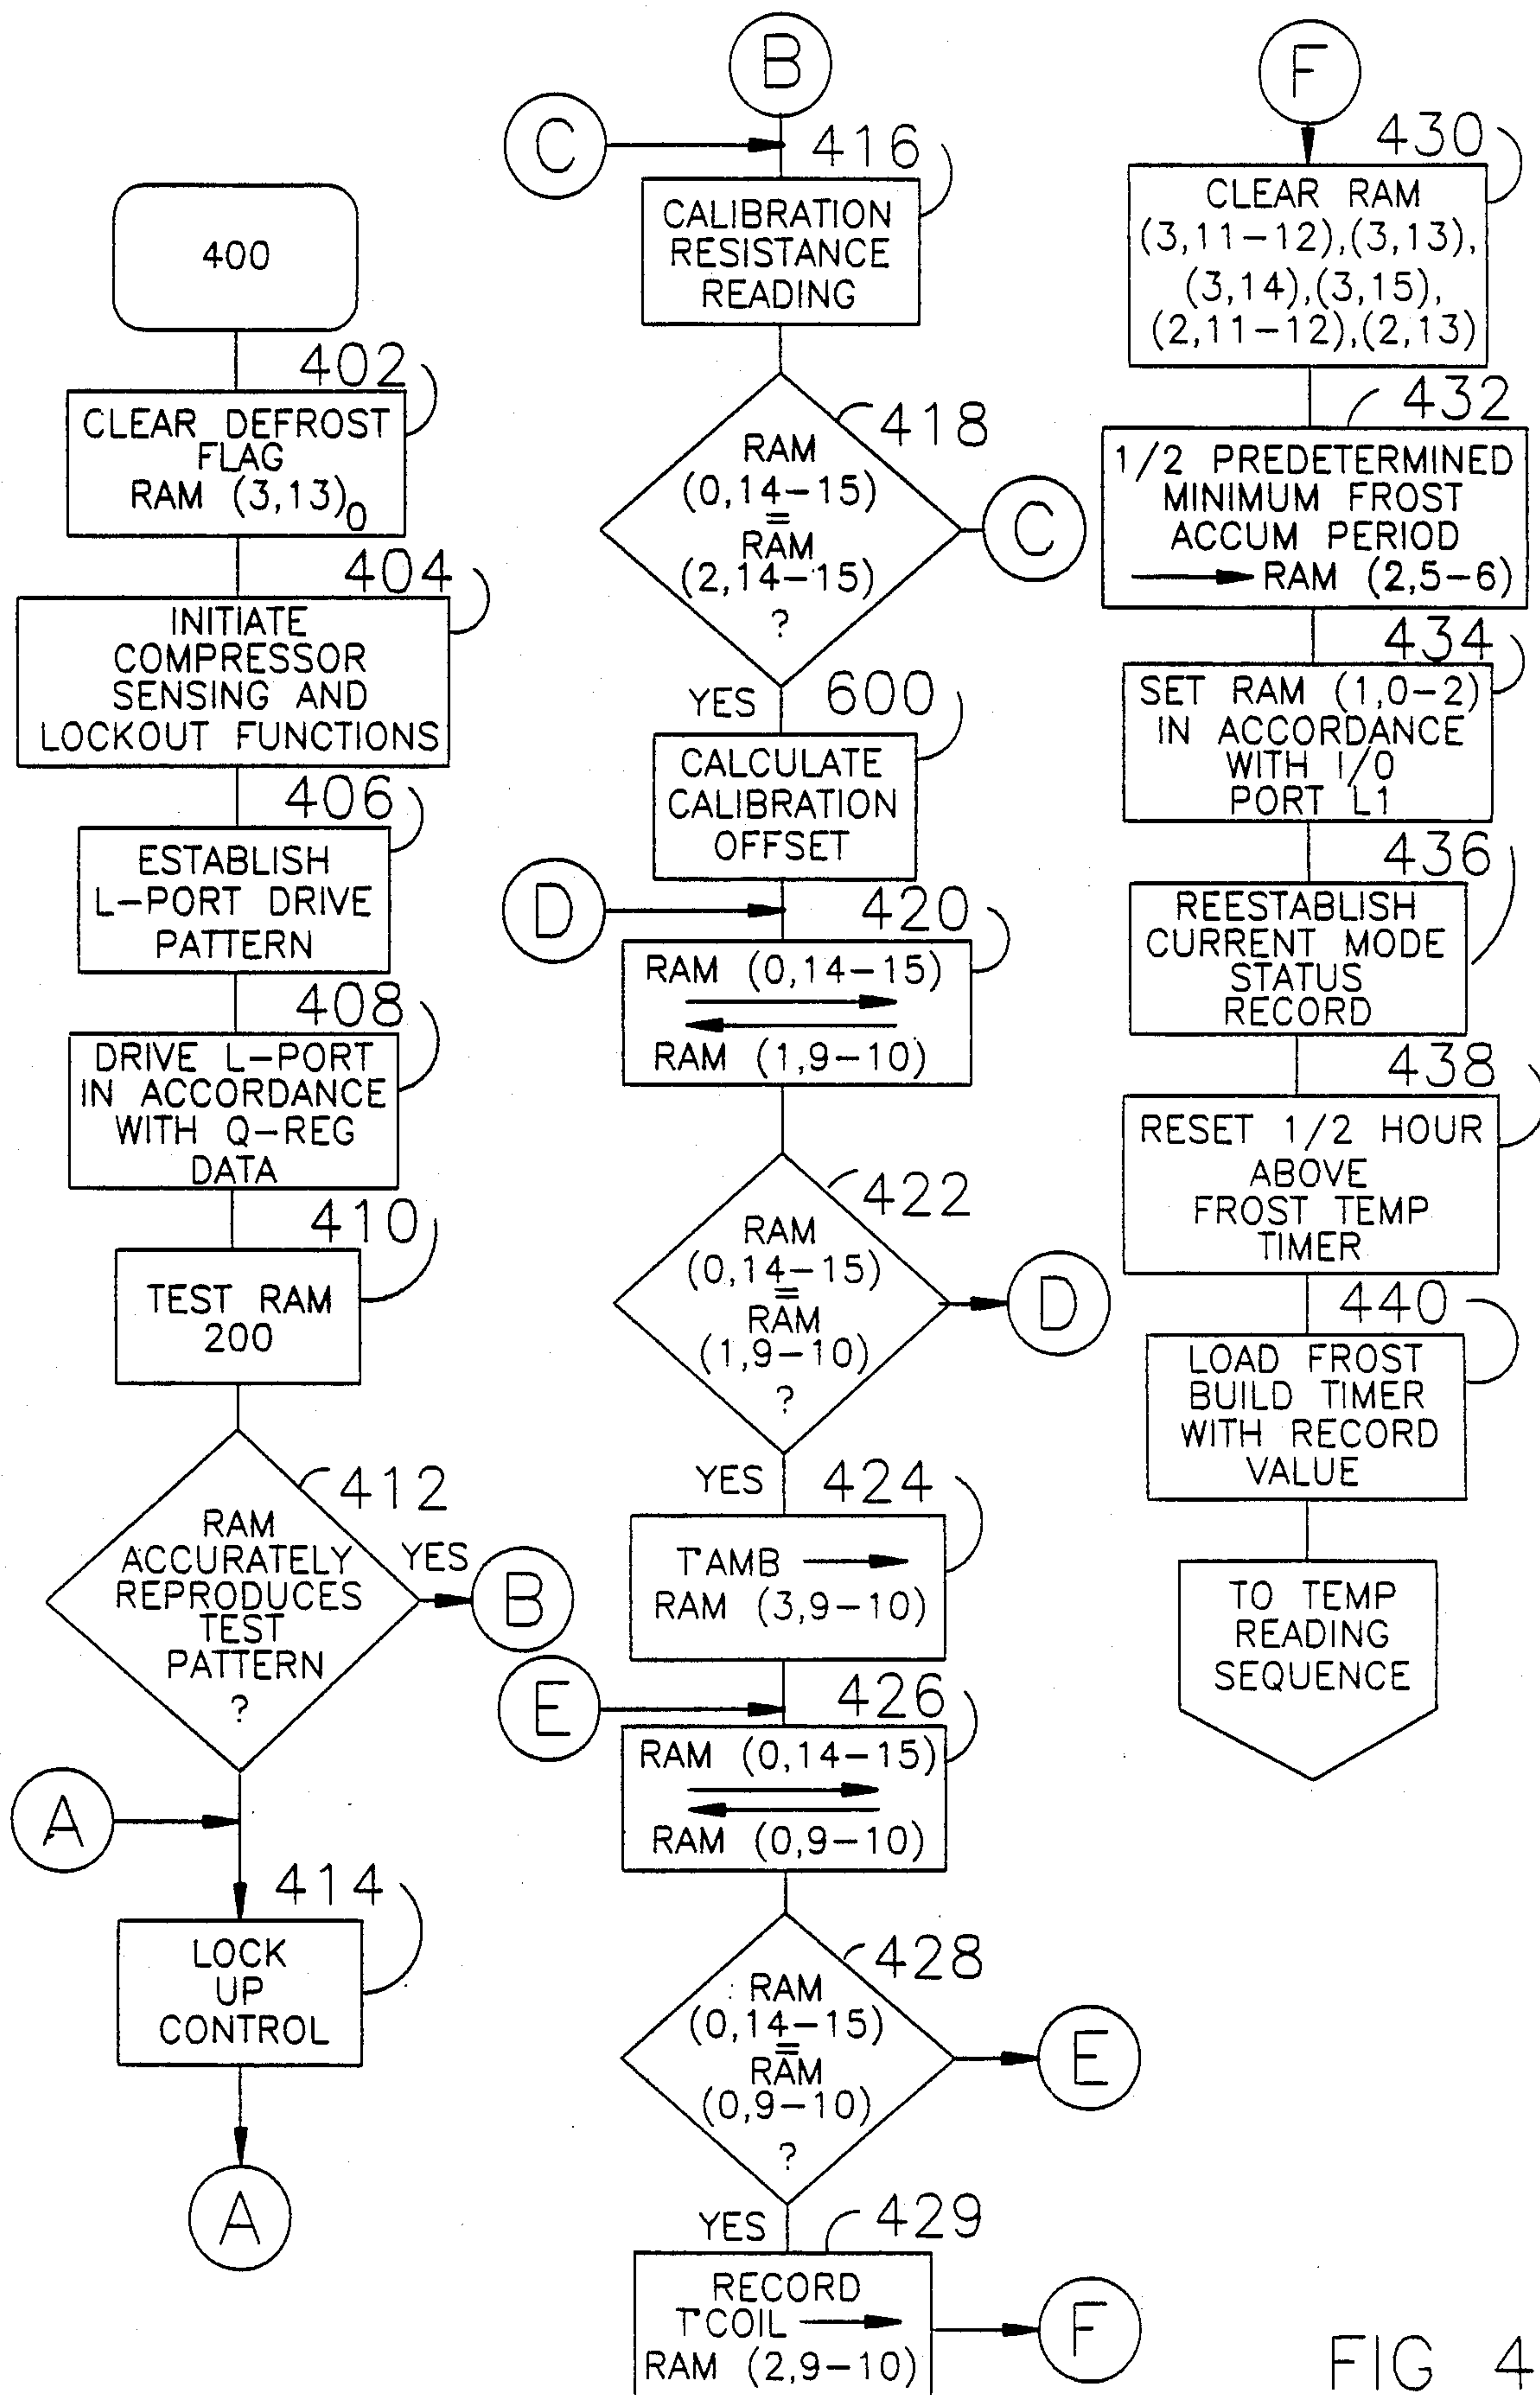 400
402
CLEAR DEFROST
FLAG
RAM (3,13)0
404
INITIATE
COMPRESSOR
SENSING AND
LOCKOUT FUNCTIONS
406
ESTABLISH
L-PORT DRIVE
PATTERN
408
DRIVE L-PORT
IN ACCORDANCE
WITH Q-REG
DATA
410
TEST RAM
200
412
RAM
ACCURATELY
REPRODUCES
TEST
PATTERN
?
YES
B
A
414
LOCK
UP
CONTROL
A
B
C
416
CALIBRATION
RESISTANCE
READING
418
RAM
(0,14-15)
=
RAM
(2,14-15)
?
C
YES
600
CALCULATE
CALIBRATION
OFFSET
D
420
RAM (0,14-15)
RAM (1,9-10)
422
RAM
(0,14-15)
=
RAM
(1,9-10)
?
D
YES
424
TAMB
RAM (3,9-10)
E
426
RAM (0,14-15)
RAM (0,9-10)
428
RAM
(0,14-15)
=
RAM
(0,9-10)
?
E
YES
429
RECORD
TCOIL
RAM (2,9-10)
F
F
430
CLEAR RAM
(3,11-12),(3,13),
(3,14),(3,15),
(2,11-12),(2,13)
432
1/2 PREDETERMINED
MINIMUM FROST
ACCUM PERIOD
RAM (2,5-6)
434
SET RAM (1,0-2)
IN ACCORDANCE
WITH I/O
PORT L1
436
REESTABLISH
CURRENT MODE
STATUS
RECORD
438
RESET 1/2 HOUR
ABOVE
FROST TEMP
TIMER
440
LOAD FROST
BUILD TIMER
WITH RECORD
VALUE
TO TEMP
READING
SEQUENCE
FIG 4